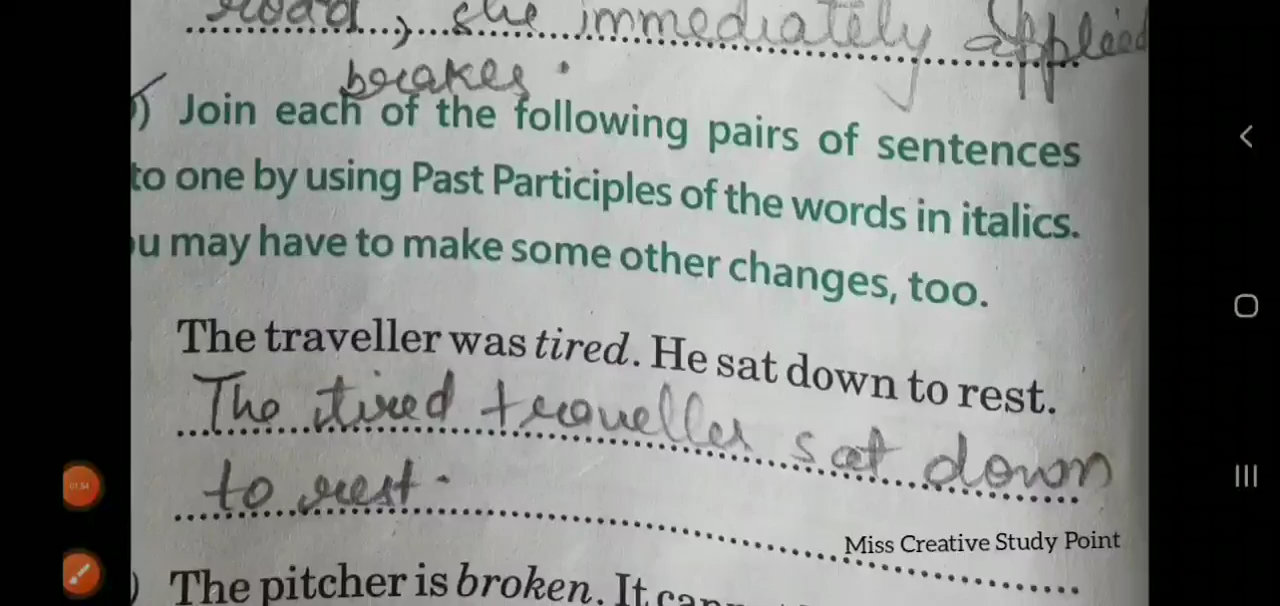 road, she immediately applied
brakes.
) Join each of the following pairs of sentences
to one by using Past Participles of the words in italics.
u may have to make some other changes, too.
The traveller was tired. He sat down to rest.
The tired traveller sat down
to rest.
Miss Creative Study Point
) The pitcher is broken. It
01:34